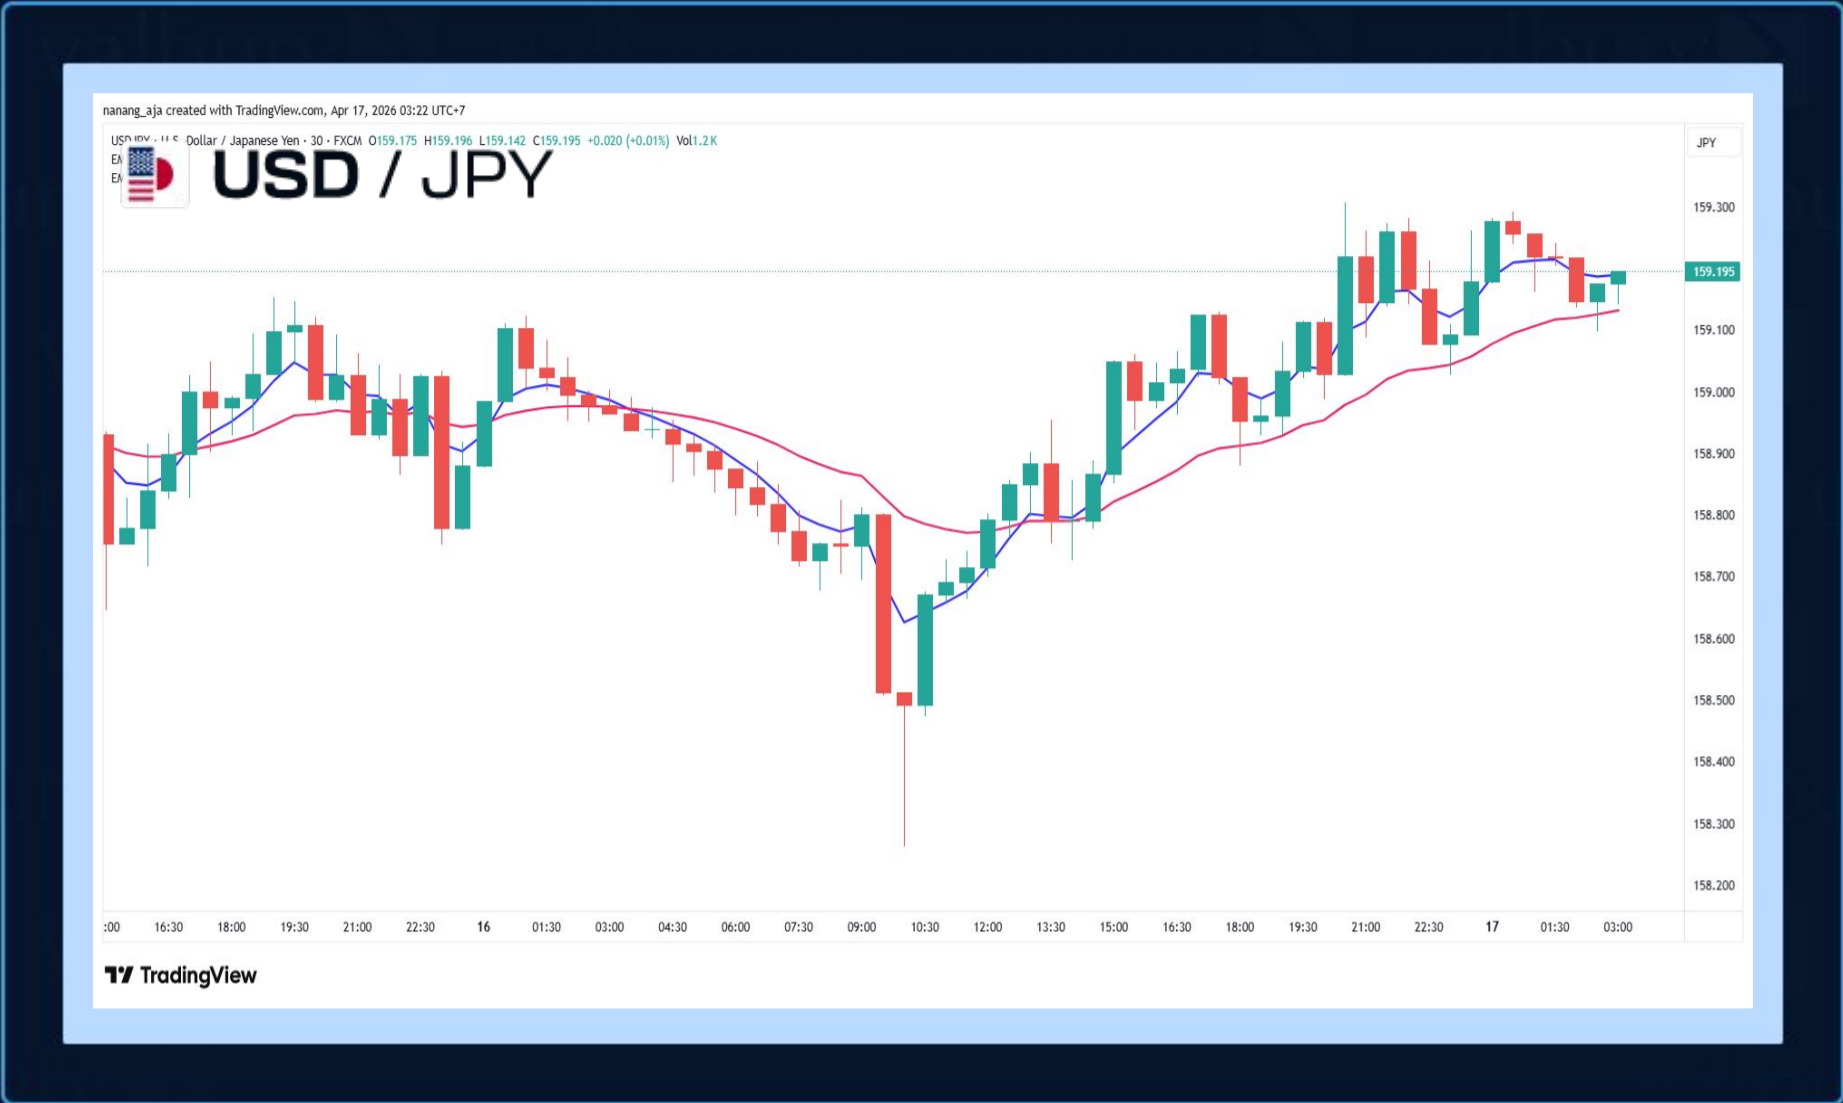 nanang_aja created with TradingView.com, Apr 17, 2026 03:22 UTC+7
USDJPY · U.S. Dollar / Japanese Yen · 30 · FXCM O159.175 H159.196 L159.142 C159.195 +0.020 (+0.01%) Vol1.2K
JPY
USD / JPY
159.300
159.195
159.100
159.000
158.900
158.800
158.700
158.600
158.500
158.400
158.300
158.200
:00 16:30 18:00 19:30 21:00 22:30 16 01:30 03:00 04:30 06:00 07:30 09:00 10:30 12:00 13:30 15:00 16:30 18:00 19:30 21:00 22:30 17 01:30 03:00
TradingView